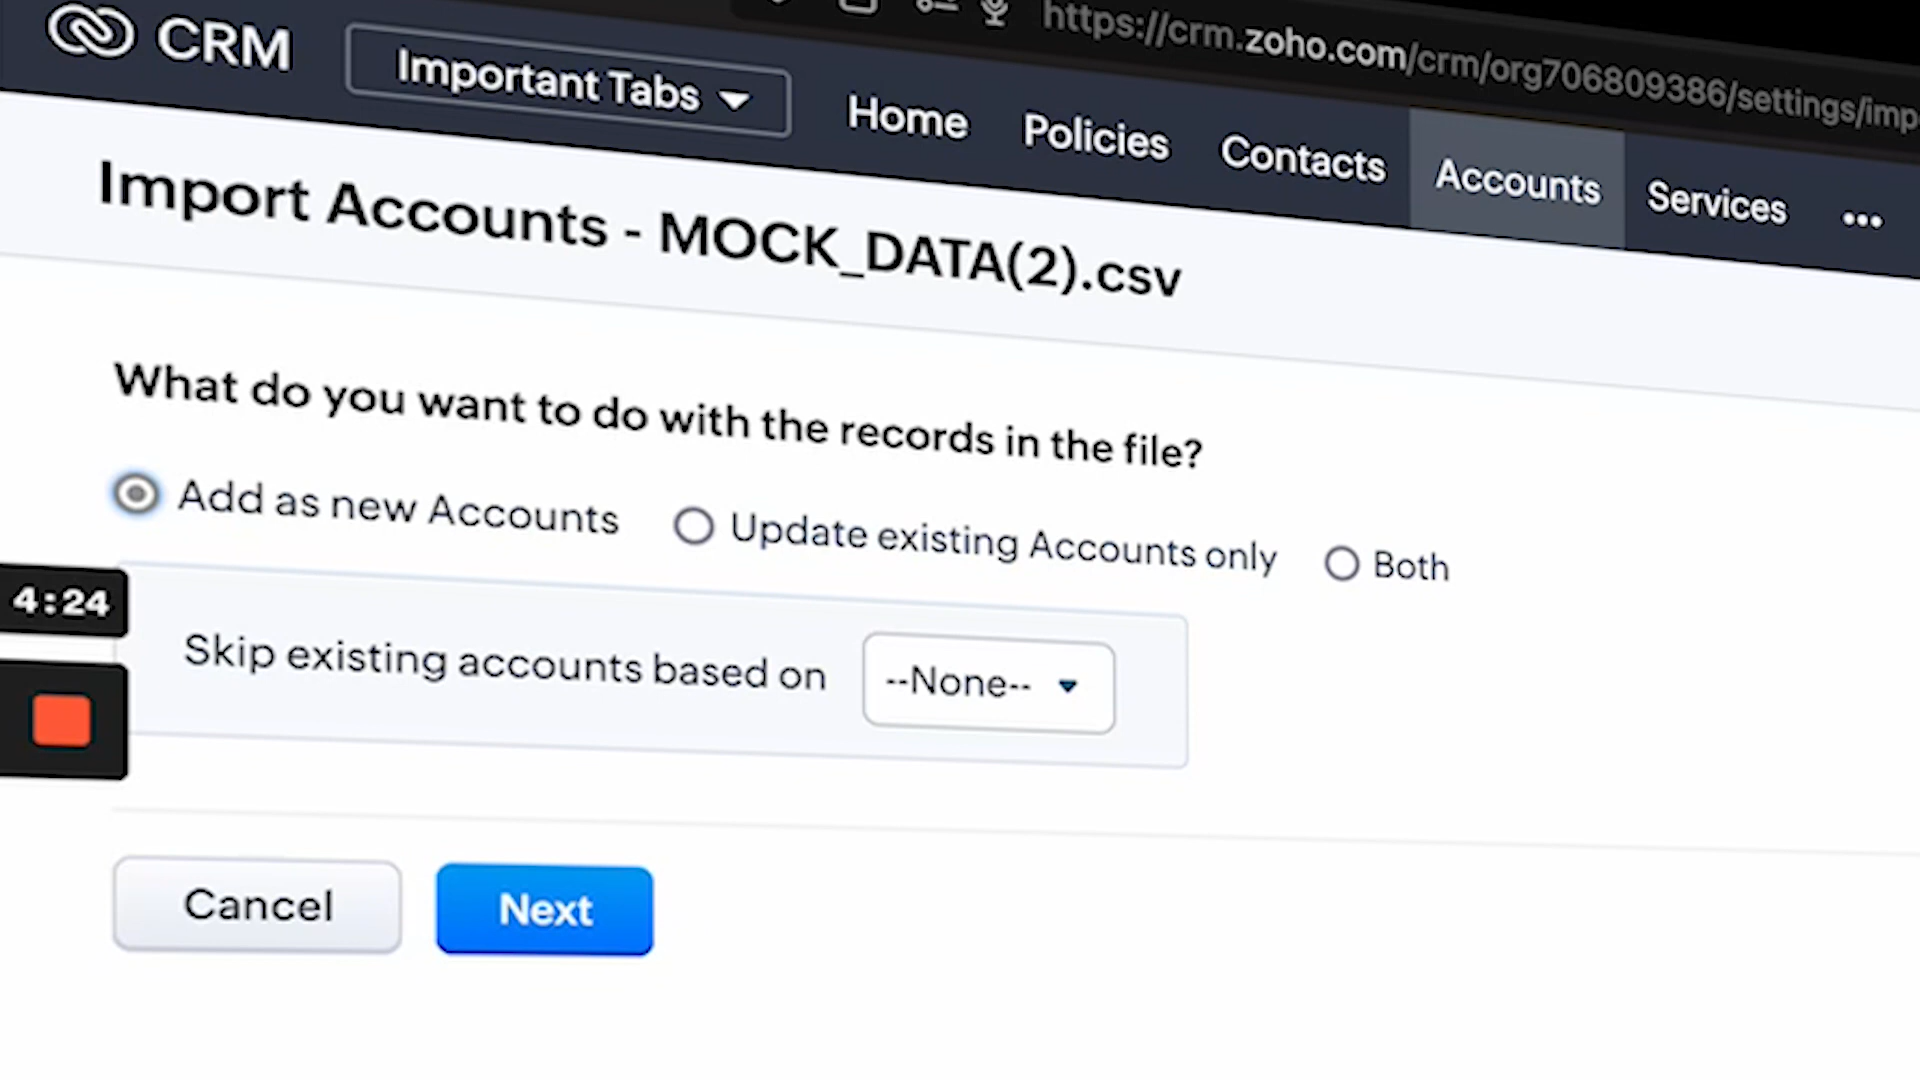 https://crm.zoho.com/crm/org706809386/settings/imp
CRM
Important Tabs
Home
Policies
Contacts
Accounts
Services
Import Accounts - MOCK_DATA(2).csv
What do you want to do with the records in the file?
Add as new Accounts
Update existing Accounts only
Both
4:24
Skip existing accounts based on
--None--
Cancel
Next